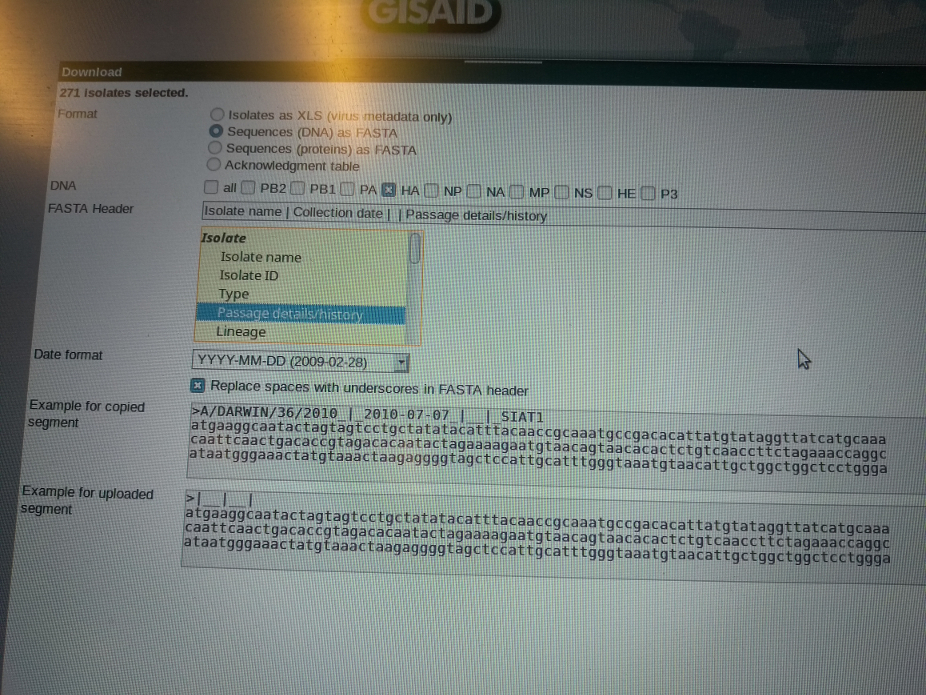 GISAID
Download
271 isolates selected.
Format
Isolates as XLS (virus metadata only)
Sequences (DNA) as FASTA
Sequences (proteins) as FASTA
Acknowledgment table
DNA all PB2 PB1 PA HA NP NA MP NS HE P3
FASTA Header Isolate name | Collection date | | Passage details/history
Isolate
Isolate name
Isolate ID
Type
Passage details/history
Lineage
Date format YYYY-MM-DD (2009-02-28)
Replace spaces with underscores in FASTA header
Example for copied segment
>A/DARWIN/36/2010_|_2010-07-07_|__|_SIAT1
atgaaggcaatactagtagtcctgctatatacatttacaaccgcaaatgccgacacattatgtataggttatcatgcaaa
caattcaactgacaccgtagacacaatactagaaaagaatgtaacagtaacacactctgtcaaccttctagaaaccaggc
ataatgggaaactatgtaaactaagaggggtagctccattgcatttgggtaaatgtaacattgctggctggctcctggga
Example for uploaded segment
>|__|__|
atgaaggcaatactagtagtcctgctatatacatttacaaccgcaaatgccgacacattatgtataggttatcatgcaaa
caattcaactgacaccgtagacacaatactagaaaagaatgtaacagtaacacactctgtcaaccttctagaaaccaggc
ataatgggaaactatgtaaactaagaggggtagctccattgcatttgggtaaatgtaacattgctggctggctcctggga